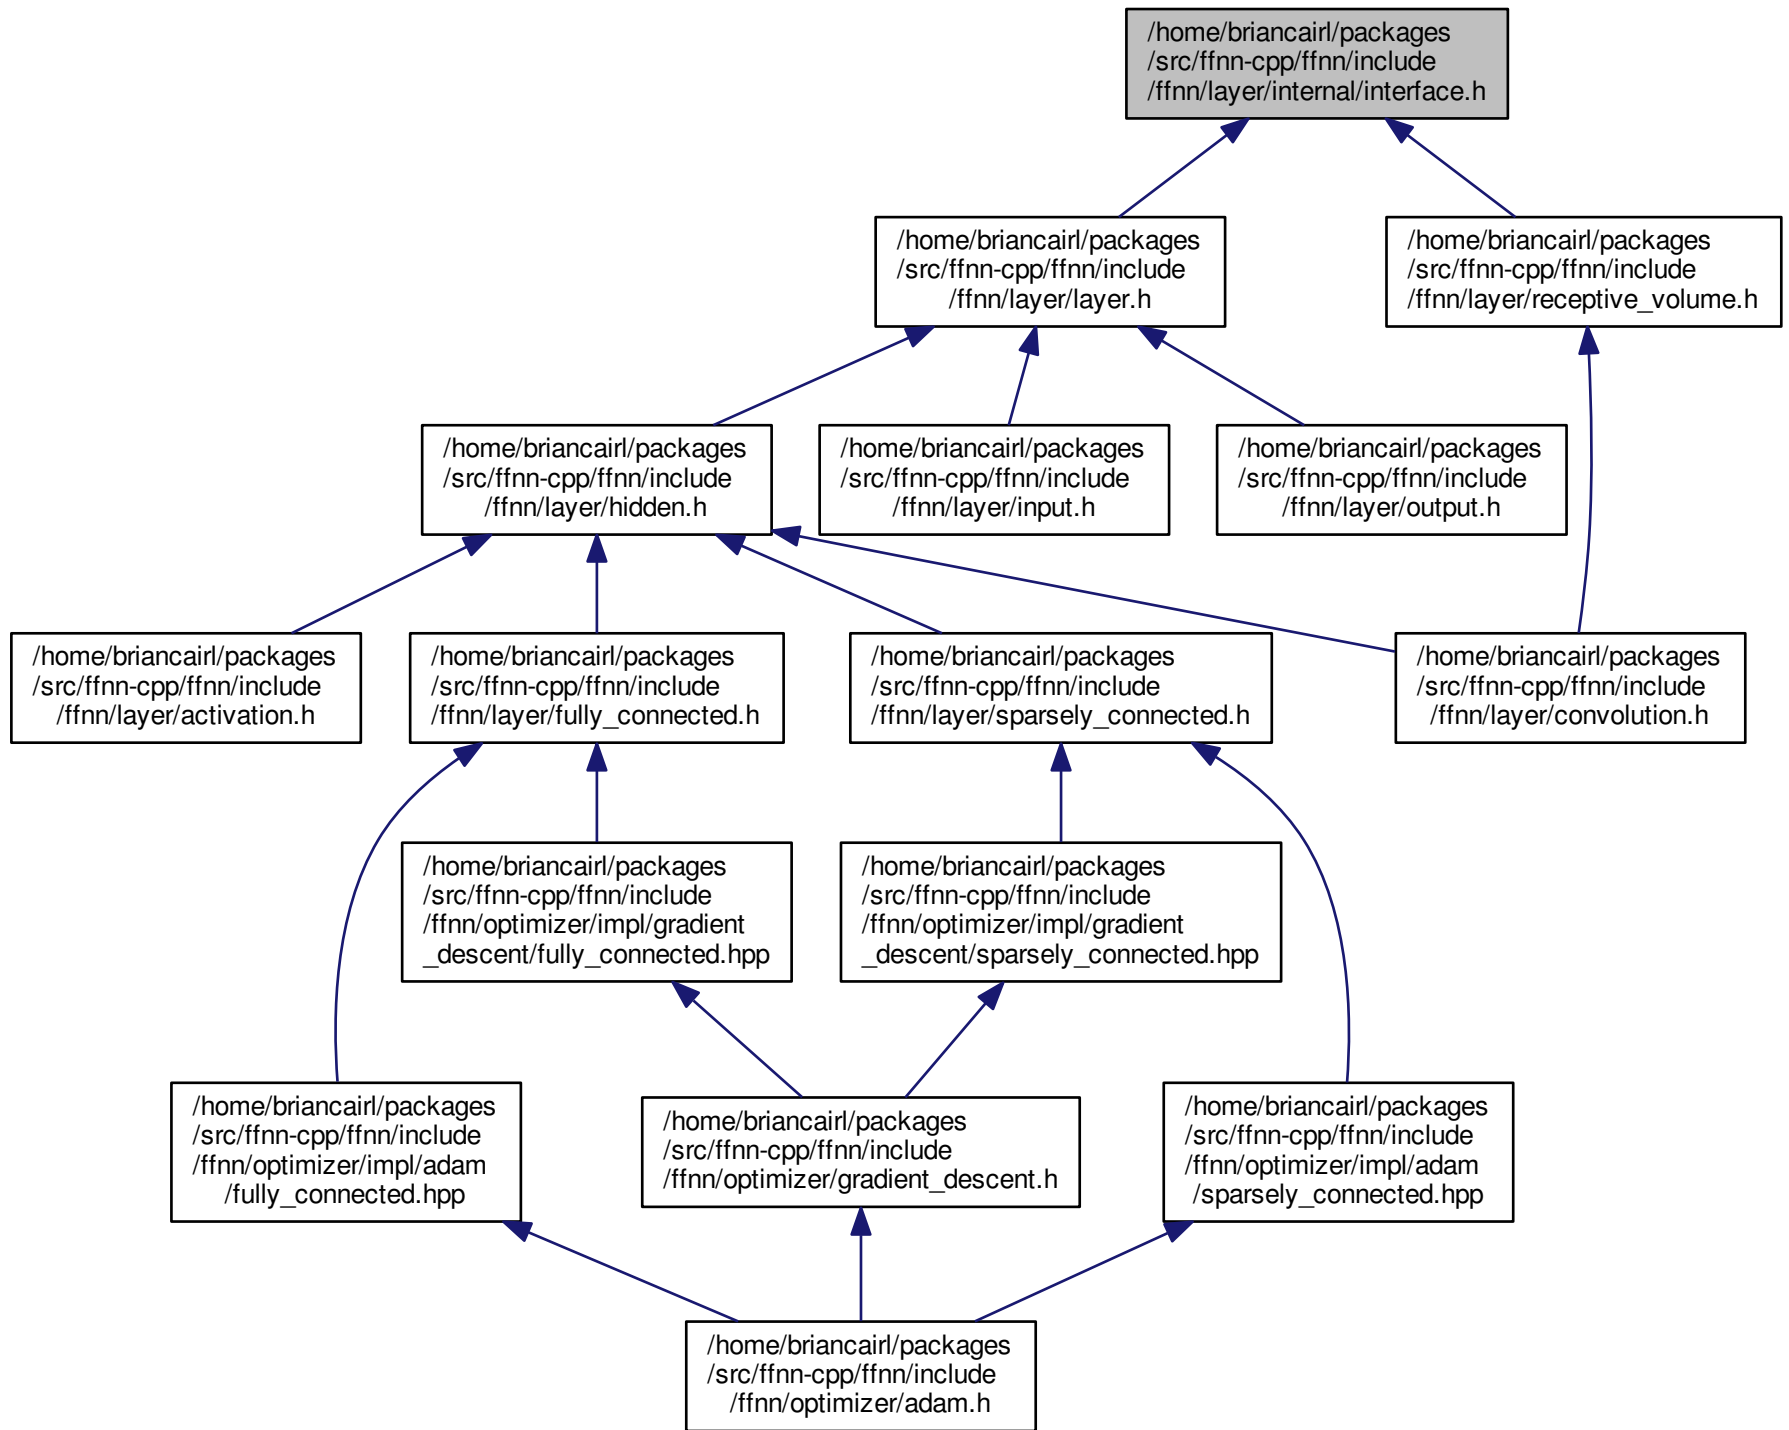 /home/briancairl/packages
/src/ffnn-cpp/ffnn/include
/ffnn/layer/internal/interface.h
/home/briancairl/packages
/src/ffnn-cpp/ffnn/include
/ffnn/layer/layer.h
/home/briancairl/packages
/src/ffnn-cpp/ffnn/include
/ffnn/layer/receptive_volume.h
/home/briancairl/packages
/src/ffnn-cpp/ffnn/include
/ffnn/layer/hidden.h
/home/briancairl/packages
/src/ffnn-cpp/ffnn/include
/ffnn/layer/input.h
/home/briancairl/packages
/src/ffnn-cpp/ffnn/include
/ffnn/layer/output.h
/home/briancairl/packages
/src/ffnn-cpp/ffnn/include
/ffnn/layer/activation.h
/home/briancairl/packages
/src/ffnn-cpp/ffnn/include
/ffnn/layer/fully_connected.h
/home/briancairl/packages
/src/ffnn-cpp/ffnn/include
/ffnn/layer/sparsely_connected.h
/home/briancairl/packages
/src/ffnn-cpp/ffnn/include
/ffnn/layer/convolution.h
/home/briancairl/packages
/src/ffnn-cpp/ffnn/include
/ffnn/optimizer/impl/gradient
_descent/fully_connected.hpp
/home/briancairl/packages
/src/ffnn-cpp/ffnn/include
/ffnn/optimizer/impl/gradient
_descent/sparsely_connected.hpp
/home/briancairl/packages
/src/ffnn-cpp/ffnn/include
/ffnn/optimizer/impl/adam
/fully_connected.hpp
/home/briancairl/packages
/src/ffnn-cpp/ffnn/include
/ffnn/optimizer/gradient_descent.h
/home/briancairl/packages
/src/ffnn-cpp/ffnn/include
/ffnn/optimizer/impl/adam
/sparsely_connected.hpp
/home/briancairl/packages
/src/ffnn-cpp/ffnn/include
/ffnn/optimizer/adam.h